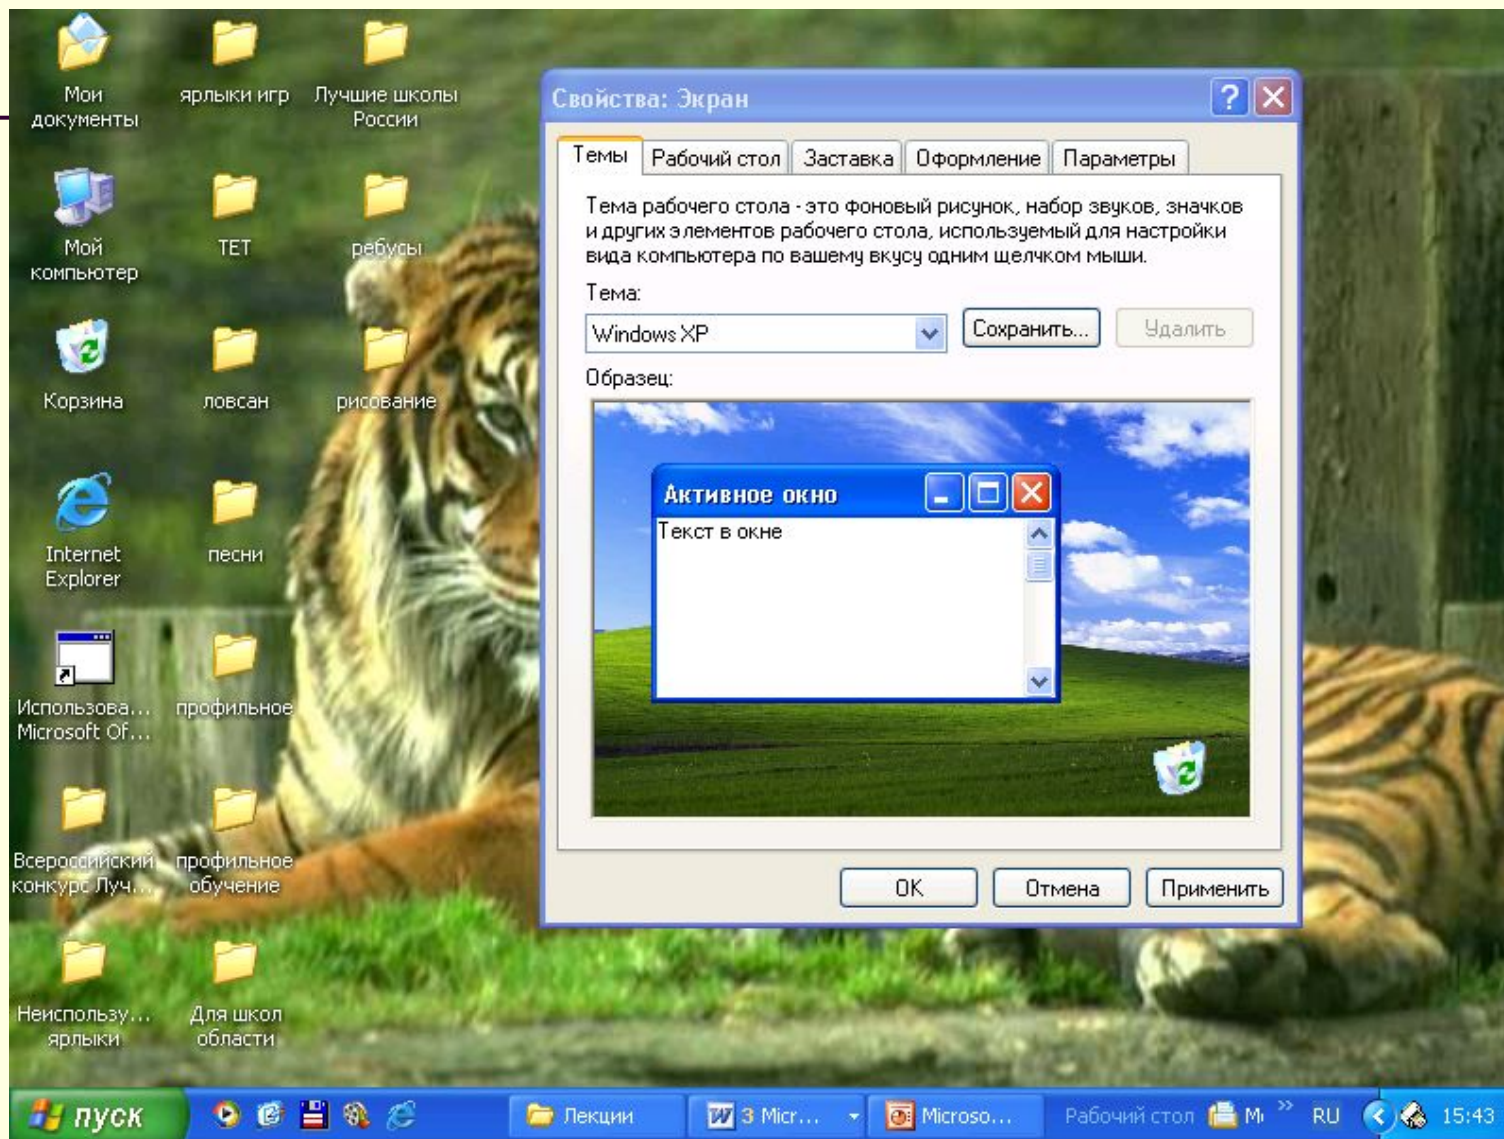 Мои
документы
ярлыки игр
Лучшие школы
России
Мой
компьютер
ТЕТ
ребусы
Корзина
ловсан
рисование
Internet
Explorer
песни
Использова...
Microsoft Of...
профильное
Всероссийский
конкурс Луч...
профильное
обучение
Неиспользу...
ярлыки
Для школ
области
Свойства: Экран
Темы
Рабочий стол
Заставка
Оформление
Параметры
Тема рабочего стола - это фоновый рисунок, набор звуков, значков
и других элементов рабочего стола, используемый для настройки
вида компьютера по вашему вкусу одним щелчком мыши.
Тема:
Windows XP
Сохранить...
Удалить
Образец:
Активное окно
Текст в окне
OK
Отмена
Применить
пуск
Лекции
3 Micr...
Microso...
Рабочий стол
RU
15:43